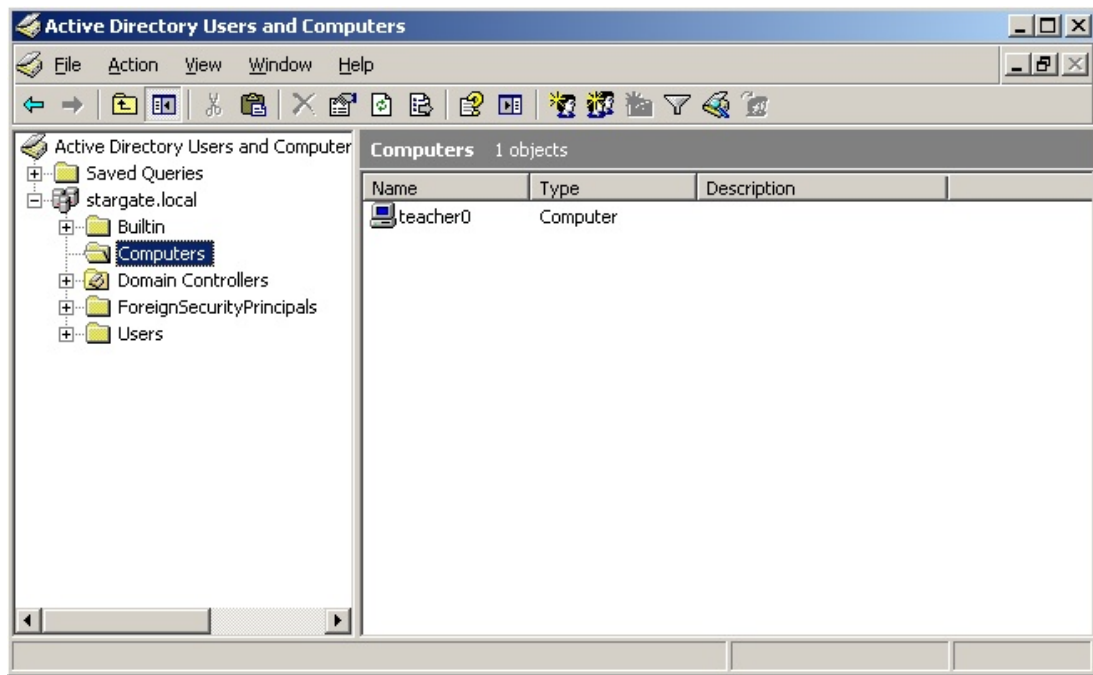 Active Directory Users and Computers
File Action View Window Help
Active Directory Users and Computer
Saved Queries
stargate.local
Builtin
Computers
Domain Controllers
ForeignSecurityPrincipals
Users
Computers 1 objects
Name Type Description
teacher0 Computer